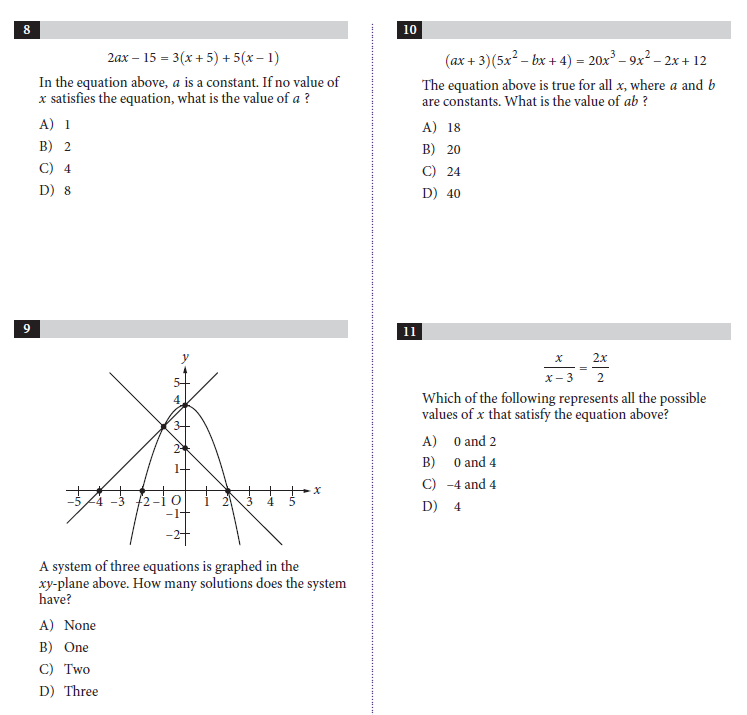 8
2ax – 15 = 3(x + 5) + 5(x – 1)
In the equation above, a is a constant. If no value of
x satisfies the equation, what is the value of a ?
A) 1
B) 2
C) 4
D) 8
9
y
5
4
3
2
1
–5 –4 –3 –2 –1 O 1 2 3 4 5 x
–1
–2
A system of three equations is graphed in the
xy-plane above. How many solutions does the system
have?
A) None
B) One
C) Two
D) Three
10
(ax + 3)(5x² – bx + 4) = 20x³ – 9x² – 2x + 12
The equation above is true for all x, where a and b
are constants. What is the value of ab ?
A) 18
B) 20
C) 24
D) 40
11
x/(x – 3) = 2x/2
Which of the following represents all the possible
values of x that satisfy the equation above?
A) 0 and 2
B) 0 and 4
C) –4 and 4
D) 4